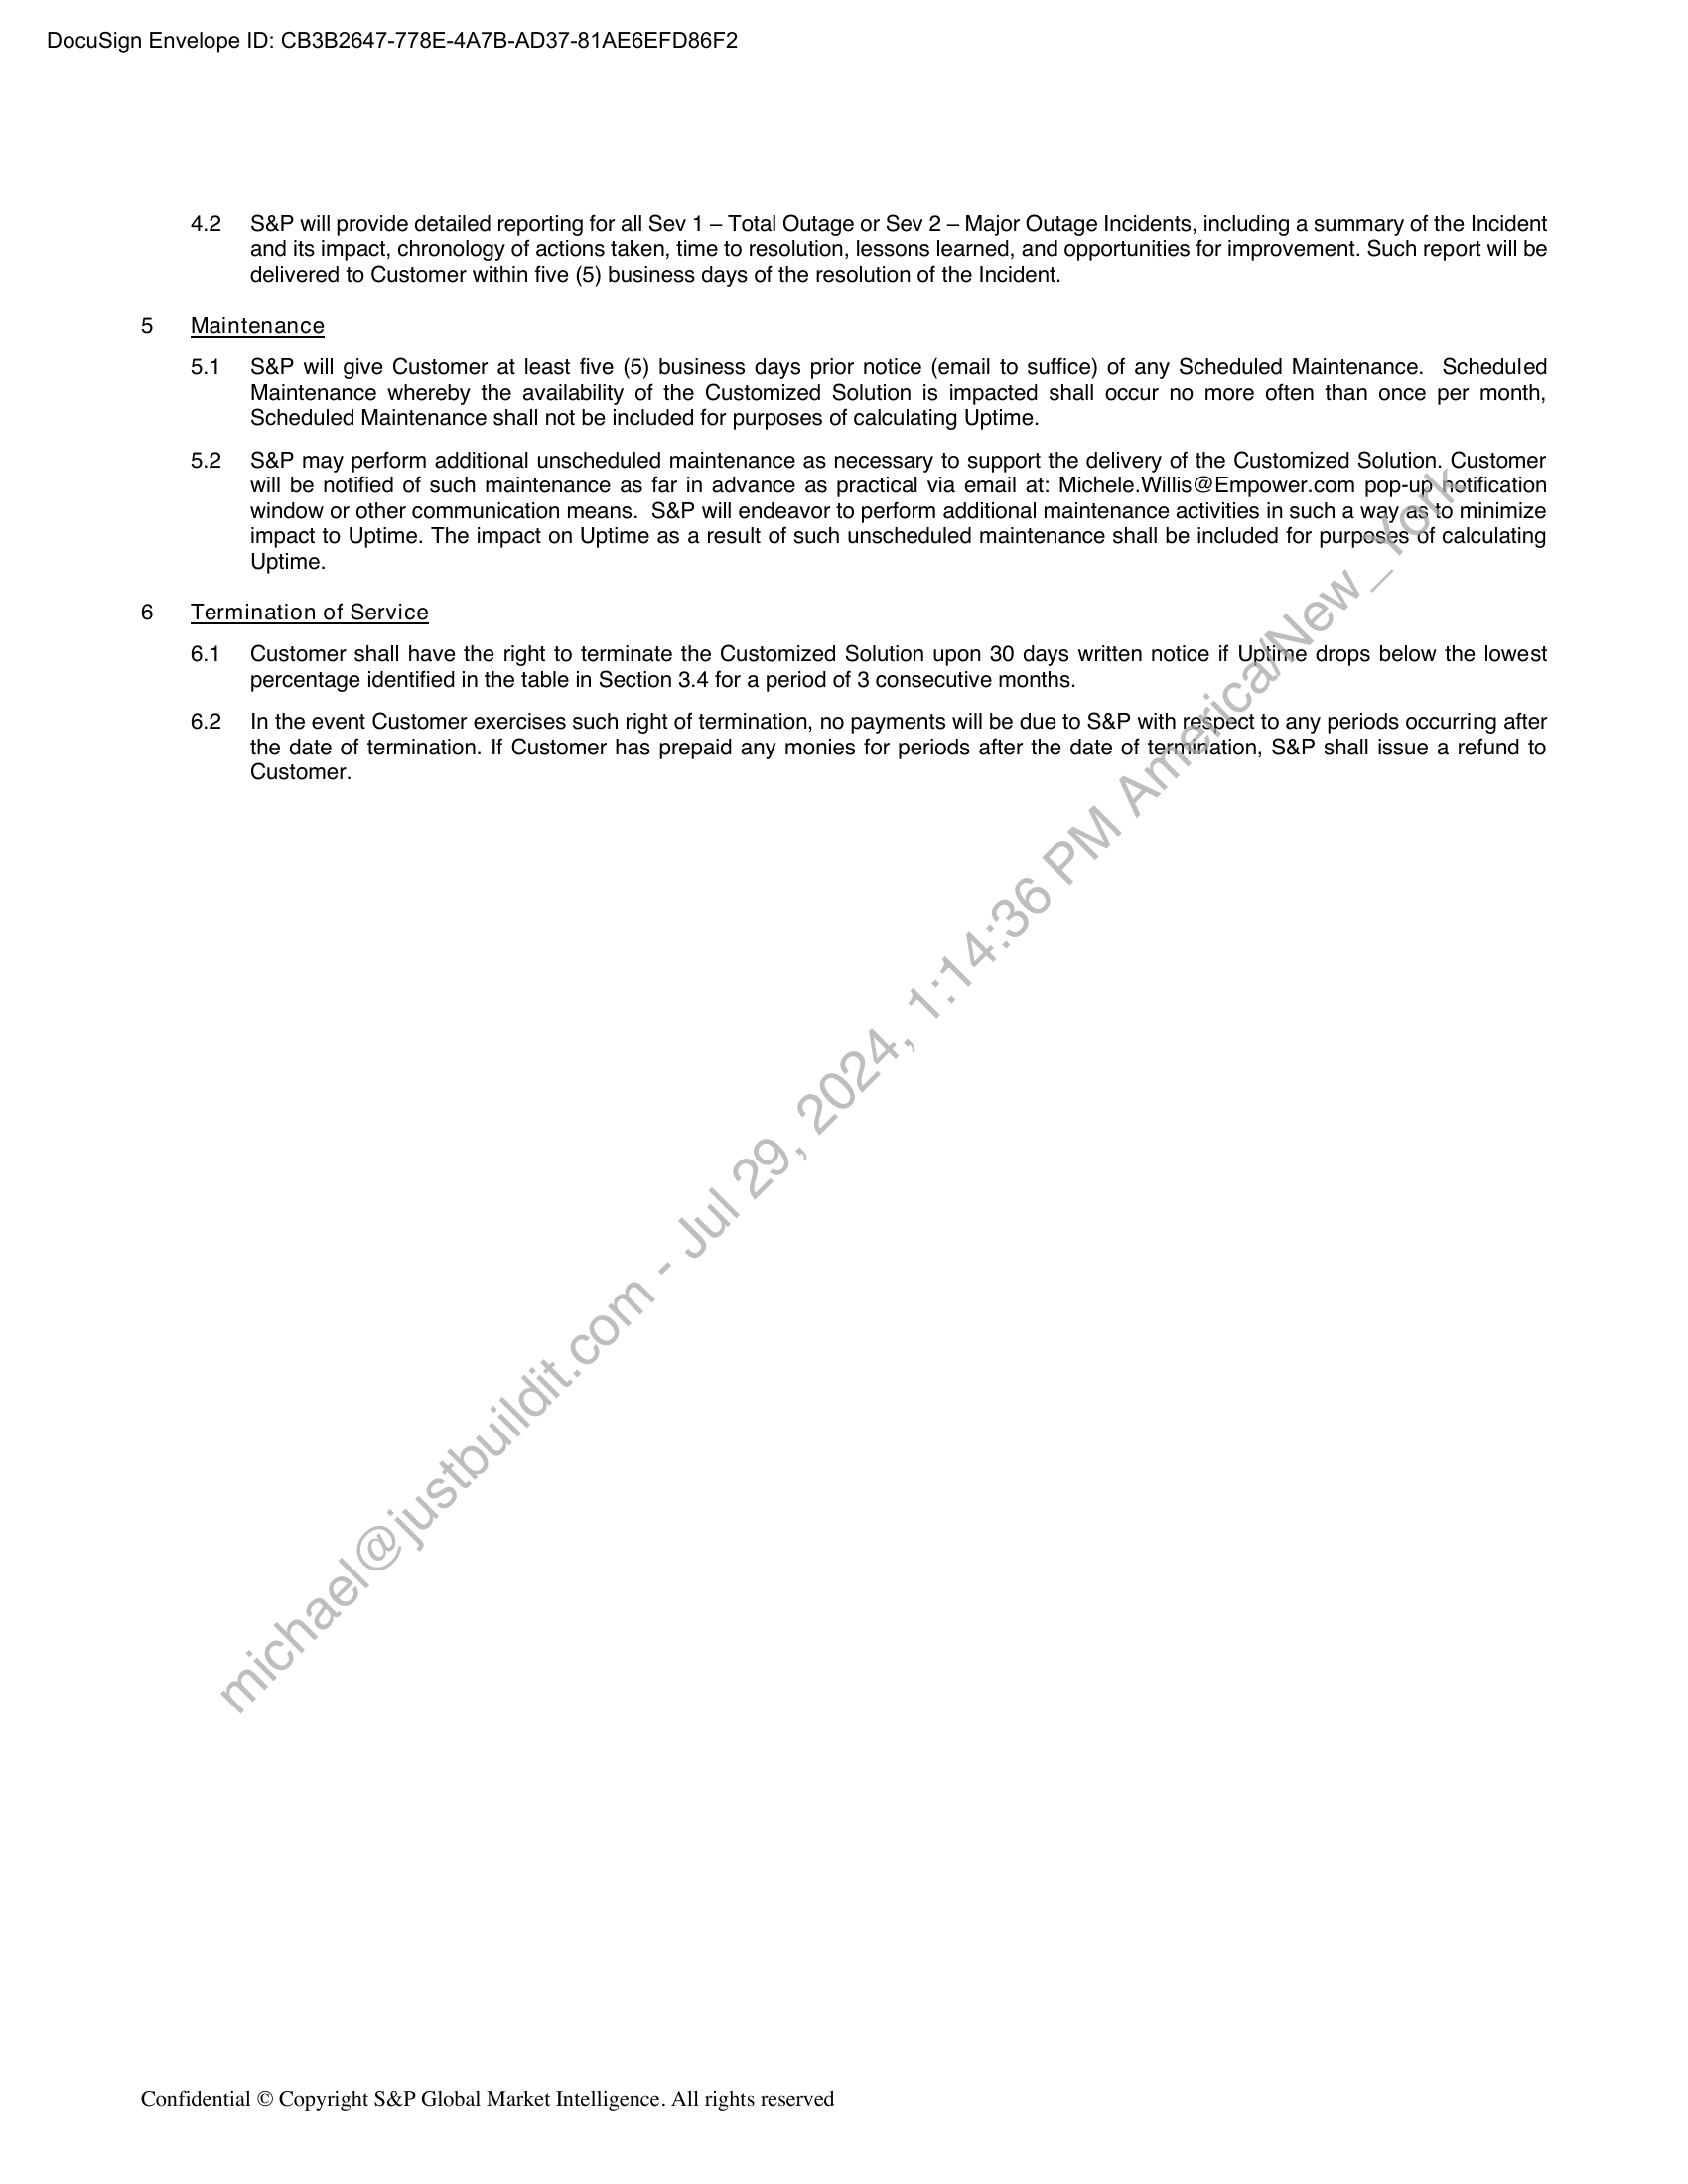 DocuSign Envelope ID: CB3B2647-778E-4A7B-AD37-81AE6EFD86F2
4.2 S&P will provide detailed reporting for all Sev 1 – Total Outage or Sev 2 – Major Outage Incidents, including a summary of the Incident
and its impact, chronology of actions taken, time to resolution, lessons learned, and opportunities for improvement. Such report will be
delivered to Customer within five (5) business days of the resolution of the Incident.
5 Maintenance
5.1 S&P will give Customer at least five (5) business days prior notice (email to suffice) of any Scheduled Maintenance. Scheduled
Maintenance whereby the availability of the Customized Solution is impacted shall occur no more often than once per month,
Scheduled Maintenance shall not be included for purposes of calculating Uptime.
5.2 S&P may perform additional unscheduled maintenance as necessary to support the delivery of the Customized Solution. Customer
will be notified of such maintenance as far in advance as practical via email at: Michele.Willis@Empower.com pop-up notification
window or other communication means. S&P will endeavor to perform additional maintenance activities in such a way as to minimize
impact to Uptime. The impact on Uptime as a result of such unscheduled maintenance shall be included for purposes of calculating
Uptime.
6 Termination of Service
6.1 Customer shall have the right to terminate the Customized Solution upon 30 days written notice if Uptime drops below the lowest
percentage identified in the table in Section 3.4 for a period of 3 consecutive months.
6.2 In the event Customer exercises such right of termination, no payments will be due to S&P with respect to any periods occurring after
the date of termination. If Customer has prepaid any monies for periods after the date of termination, S&P shall issue a refund to
Customer.
michael@justbuildit.com - Jul 29, 2024, 1:14:36 PM America/New_York
Confidential © Copyright S&P Global Market Intelligence. All rights reserved